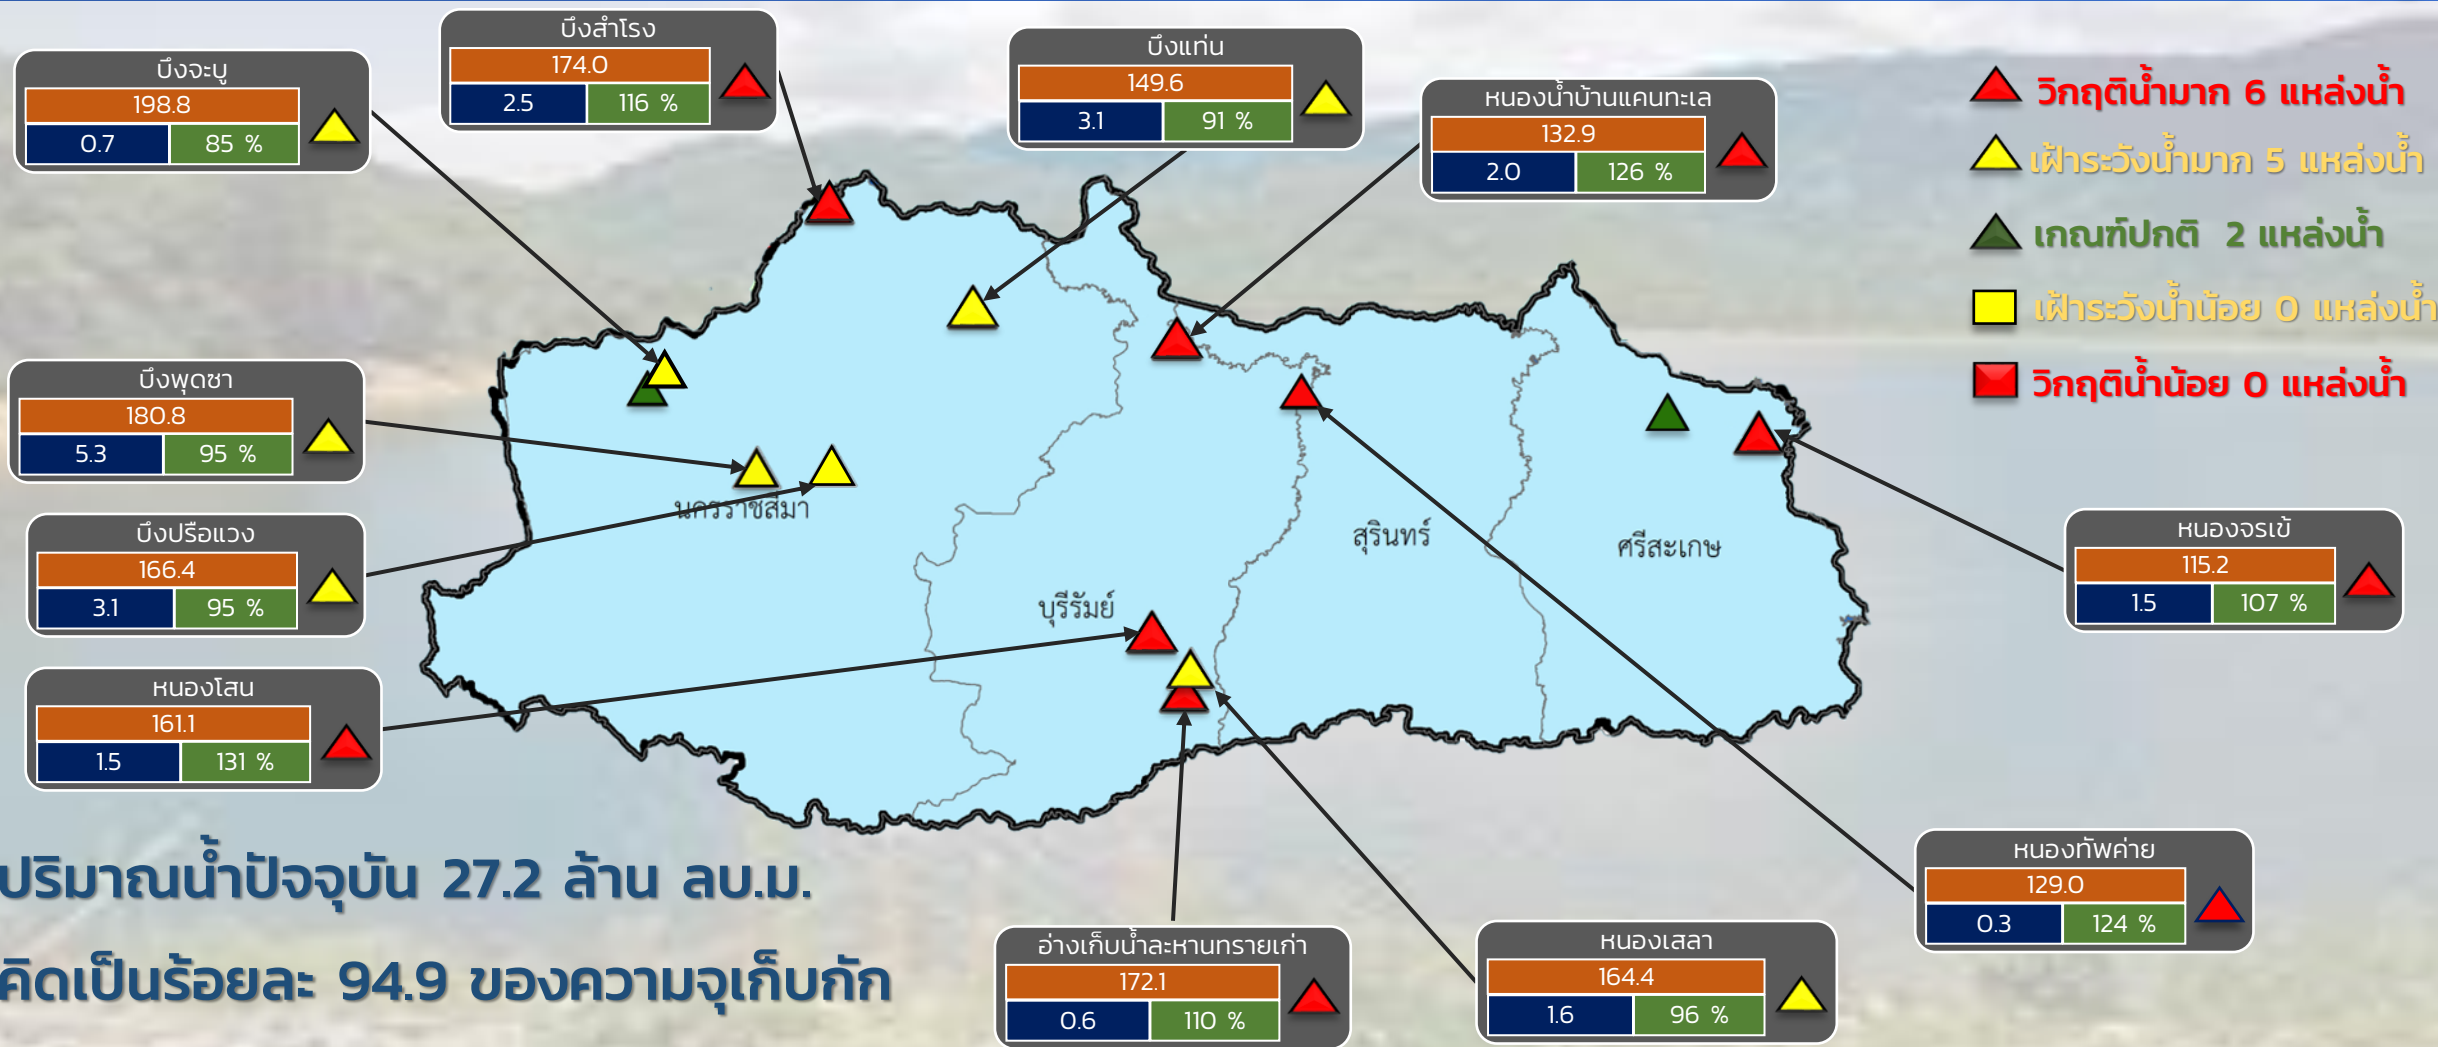 บึงจะบู
198.8
0.7 85 %
บึงสำโรง
174.0
2.5 116 %
บึงแท่น
149.6
3.1 91 %
หนองน้ำบ้านแคนทะเล
132.9
2.0 126 %
วิกฤติน้ำมาก 6 แหล่งน้ำ
เฝ้าระวังน้ำมาก 5 แหล่งน้ำ
เกณฑ์ปกติ 2 แหล่งน้ำ
เฝ้าระวังน้ำน้อย 0 แหล่งน้ำ
วิกฤติน้ำน้อย 0 แหล่งน้ำ
บึงพุดซา
180.8
5.3 95 %
บึงปรือแวง
166.4
3.1 95 %
หนองโสน
161.1
1.5 131 %
นครราชสีมา
บุรีรัมย์
สุรินทร์
ศรีสะเกษ
หนองจรเข้
115.2
1.5 107 %
หนองทัพค่าย
129.0
0.3 124 %
อ่างเก็บน้ำละหานทรายเก่า
172.1
0.6 110 %
หนองเสลา
164.4
1.6 96 %
ปริมาณน้ำปัจจุบัน 27.2 ล้าน ลบ.ม.
คิดเป็นร้อยละ 94.9 ของความจุเก็บกัก